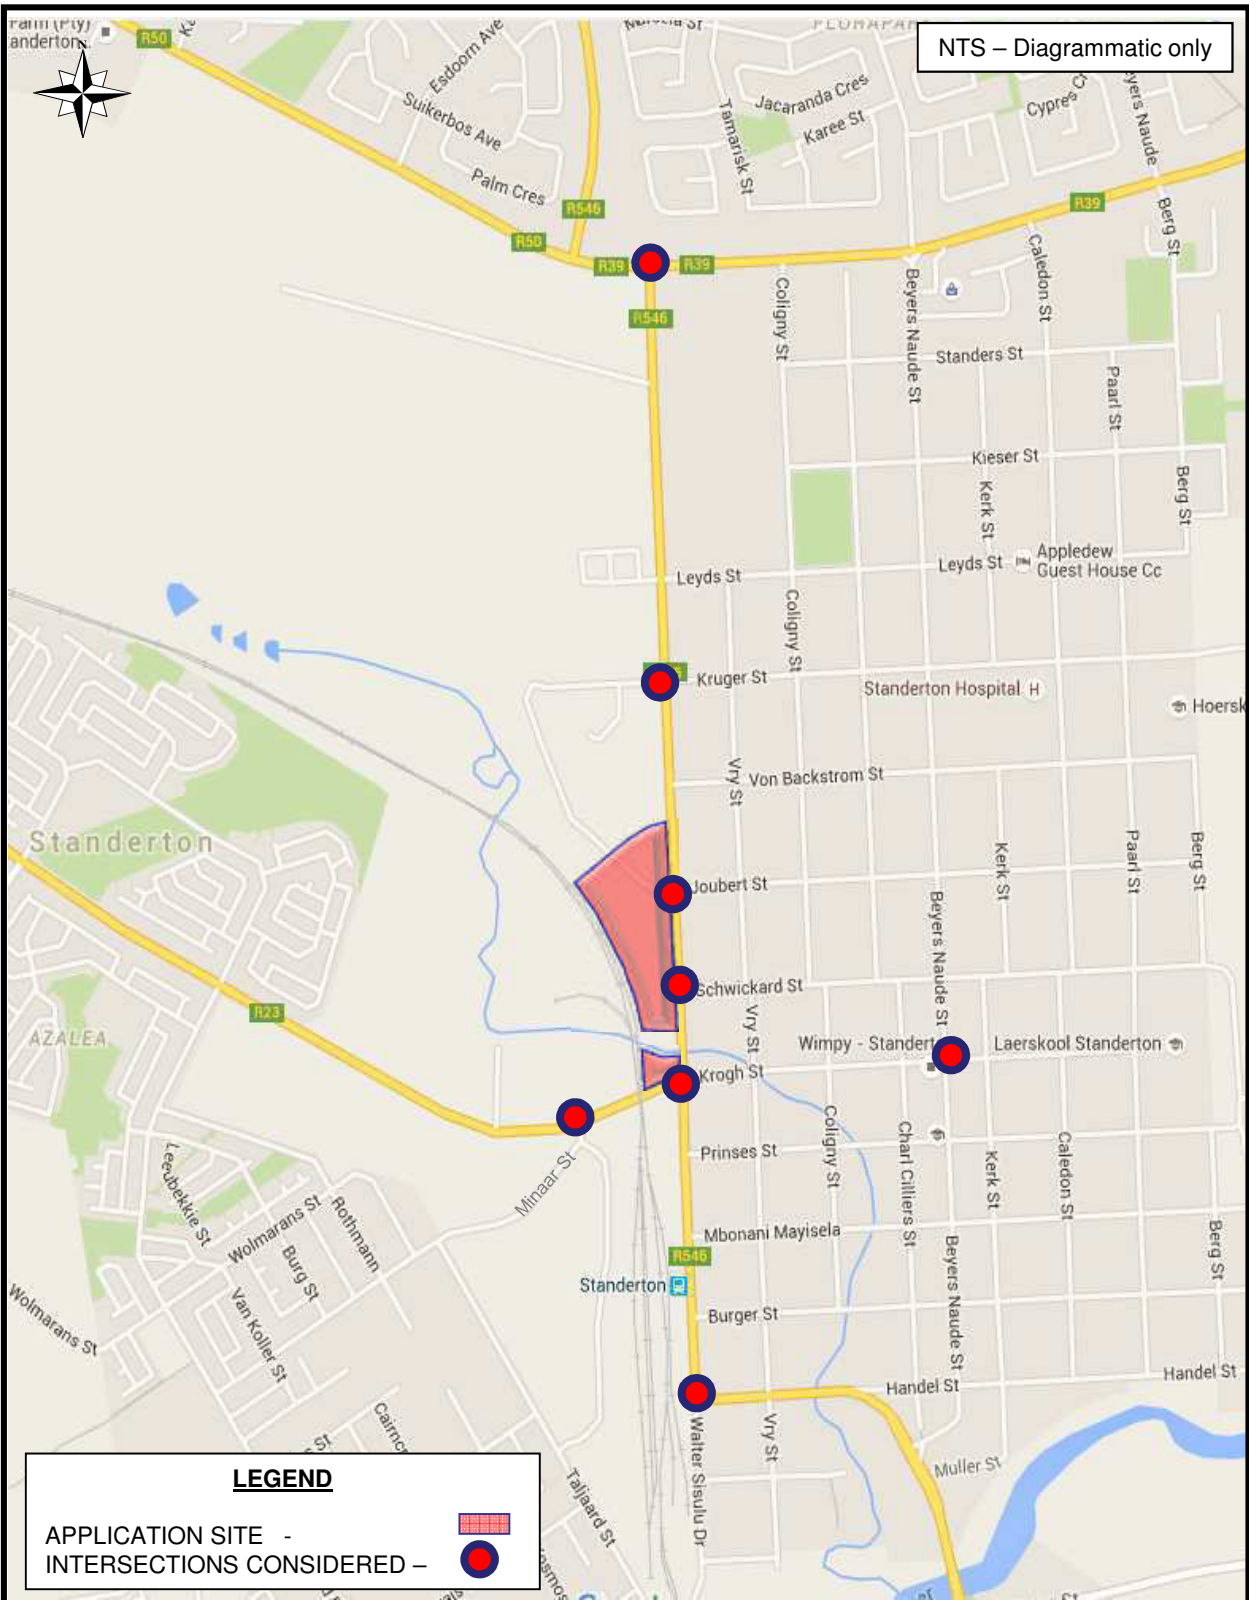 Farm (Pty)
anderton...
R50
N
Esdoorn Ave
Suikerbos Ave
Palm Cres
R546
R50
R39
R39
R546
Tamarisk St
Jacaranda Cres
Karee St
NTS – Diagrammatic only
Cypres
eyers Naude
Berg St
R39
Coligny St
Beyers Naude St
Caledon St
Standers St
Paarl St
Kieser St
Kerk St
Berg St
Leyds St
Leyds St
Appledew
Guest House Cc
Coligny St
Kruger St
Standerton Hospital H
Hoersk
Vry St
Von Backstrom St
Standerton
Joubert St
Kerk St
Paarl St
Berg St
Beyers Naude St
Schwickard St
R23
AZALEA
Vry St
Wimpy - Standert
Laerskool Standerton
Krogh St
Minaar St
Prinses St
Coligny St
Charl Cilliers St
Kerk St
Caledon St
Leeubekkie St
Wolmarans St
Rothmann
Burg St
Mbonani Mayisela
R546
Standerton
Berg St
Beyers Naude St
Wolmarans St
Van Koller St
Burger St
Handel St
Handel St
Walter Sisulu Dr
Vry St
Muller St
Taljaard St
LEGEND
APPLICATION SITE -
INTERSECTIONS CONSIDERED –